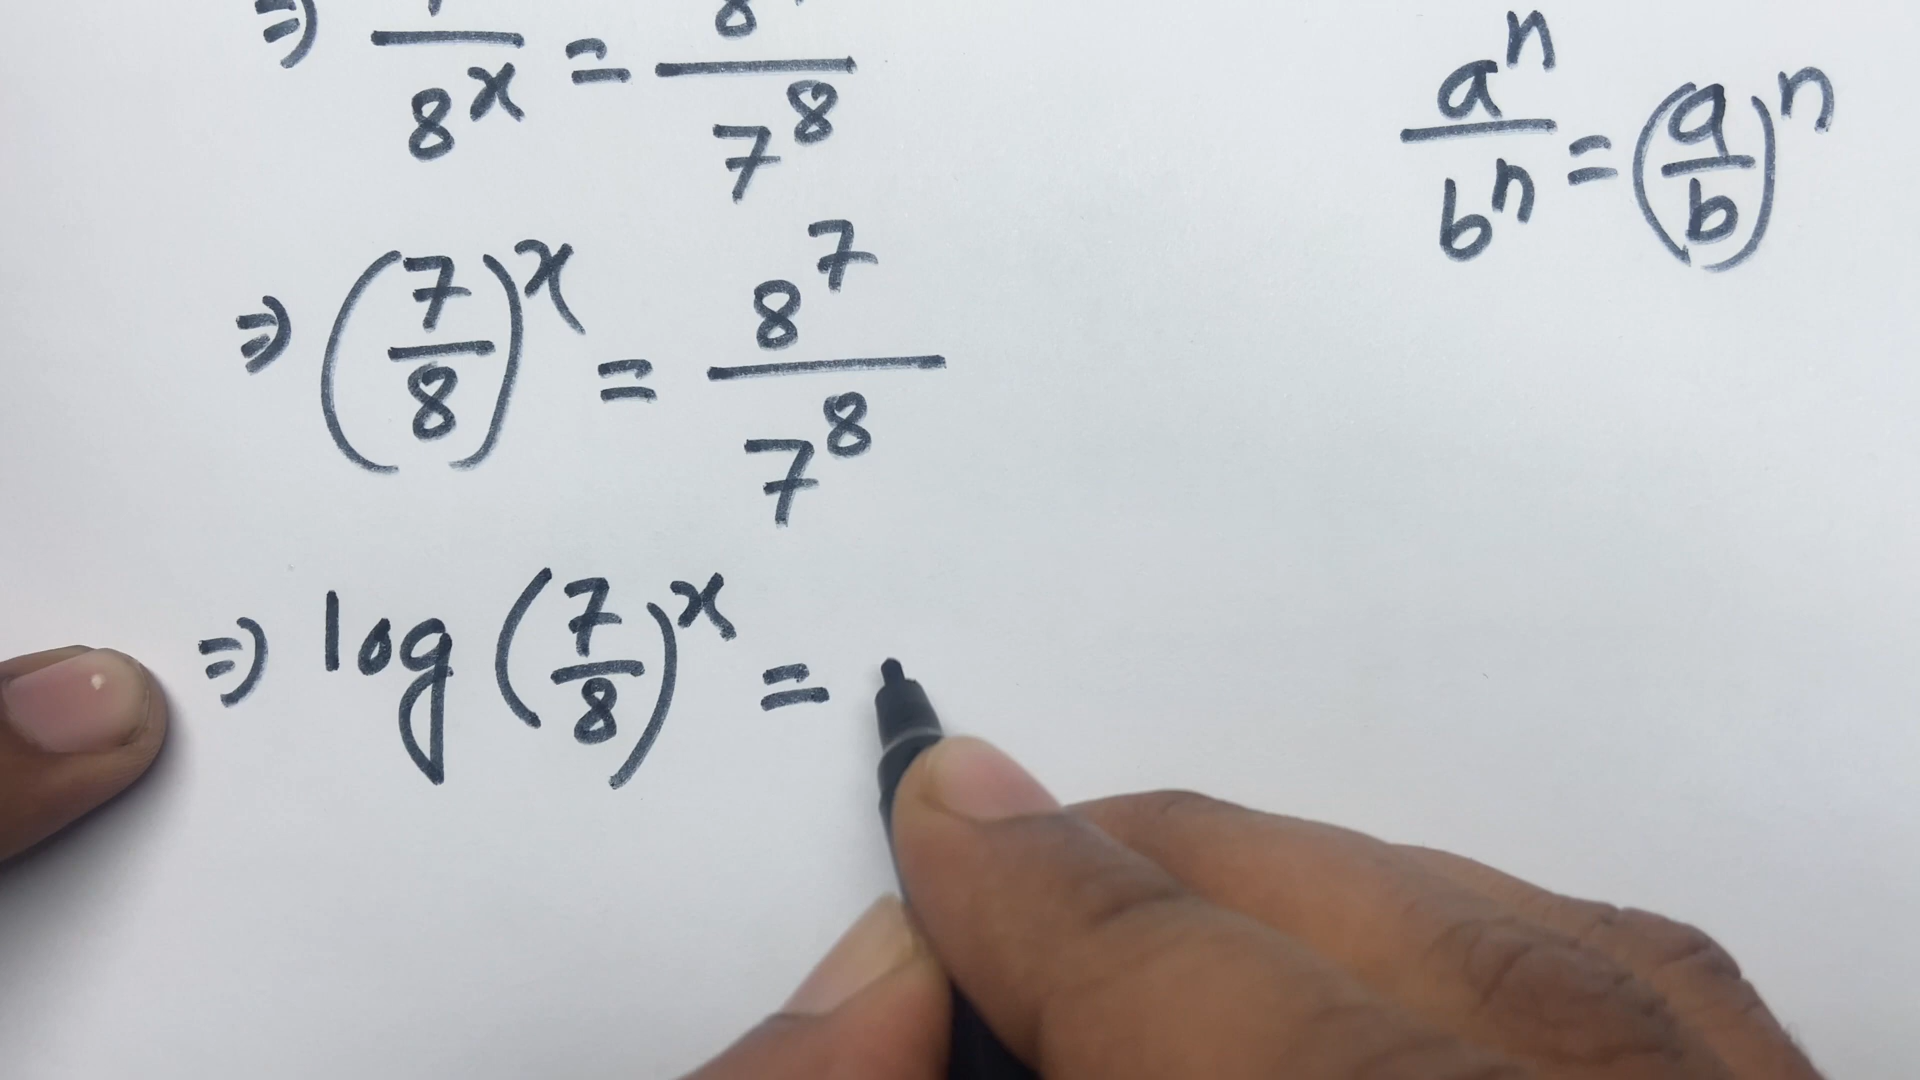 ⇒ 7^x/8^x = 8^7/7^8
a^n/b^n = (a/b)^n
⇒ (7/8)^x = 8^7/7^8
⇒ log (7/8)^x =